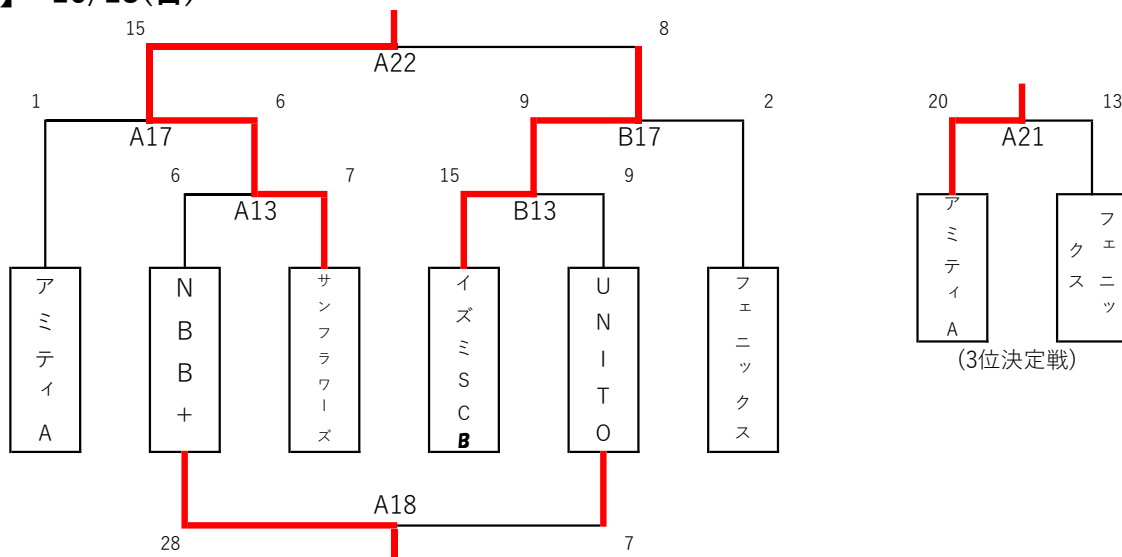 15 8
A22
1 6 9 2 20 13
A17 B17 A21
6 7 15 9
A13 B13
アミティA
NBB+
サンフラワーズ
イズミSCB
UNITO
フェニックス
アミティA
フェニックス
(3位決定戦)
A18
28 7